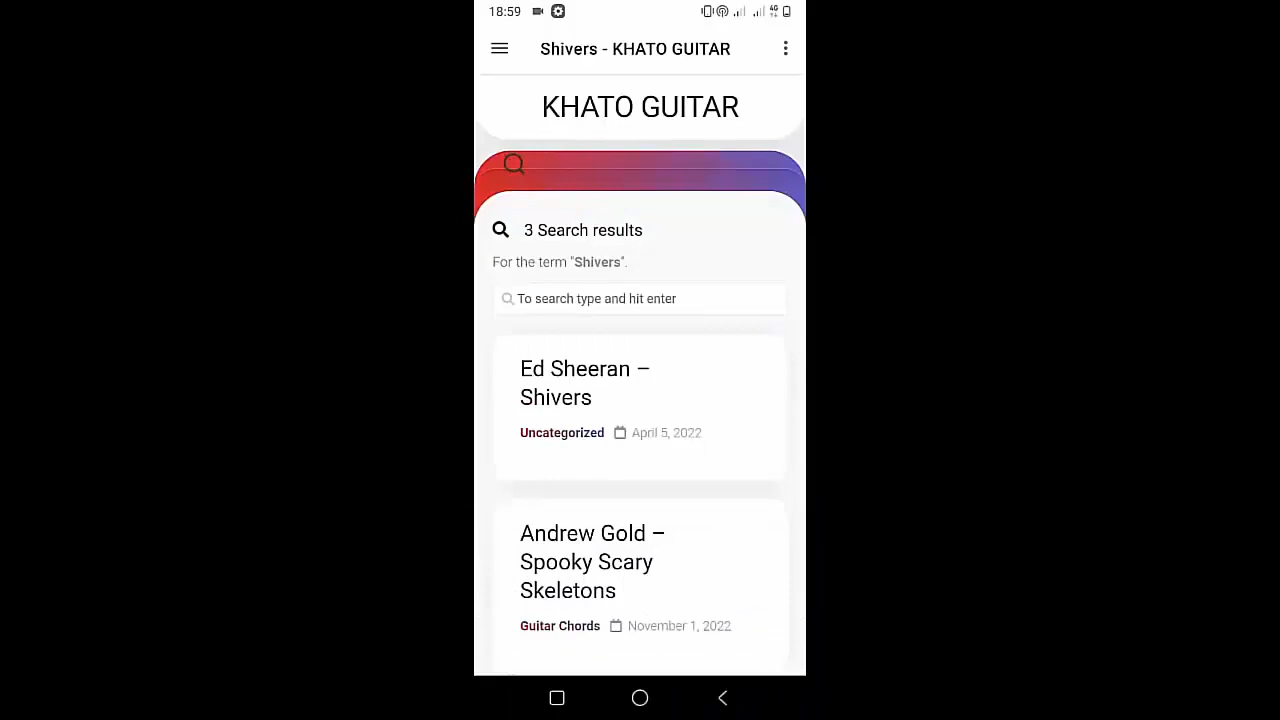 18:59
4G
Shivers - KHATO GUITAR
KHATO GUITAR
3 Search results
For the term "Shivers".
To search type and hit enter
Ed Sheeran –
Shivers
Uncategorized April 5, 2022
Andrew Gold –
Spooky Scary
Skeletons
Guitar Chords November 1, 2022